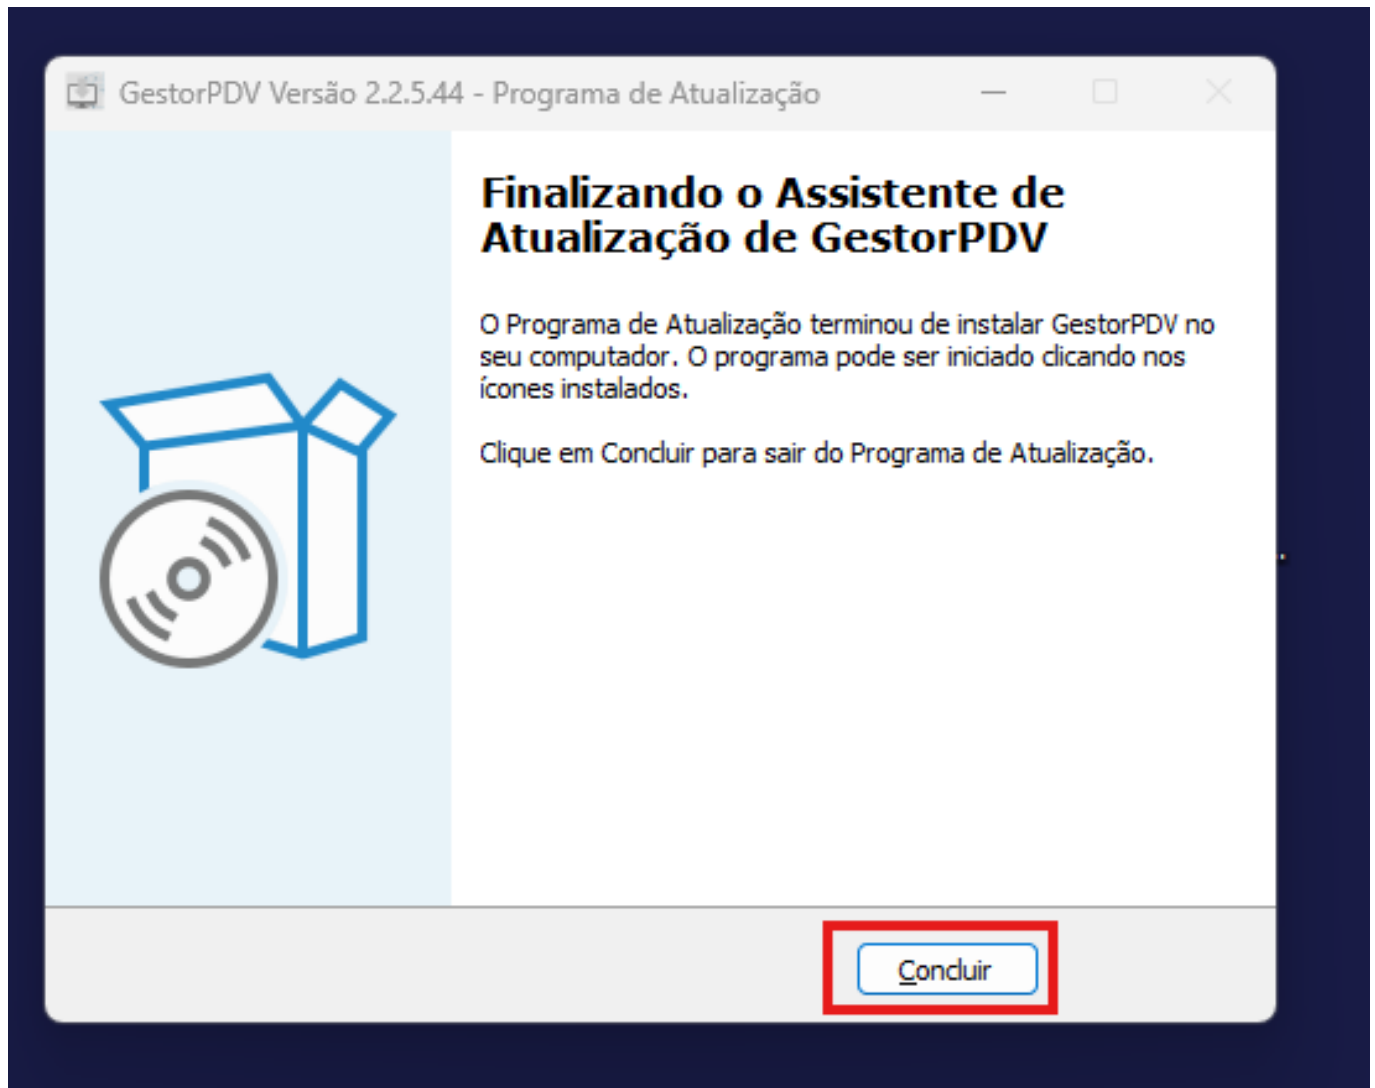 GestorPDV Versão 2.2.5.44 - Programa de Atualização
Finalizando o Assistente de
Atualização de GestorPDV
O Programa de Atualização terminou de instalar GestorPDV no
seu computador. O programa pode ser iniciado clicando nos
ícones instalados.
Clique em Concluir para sair do Programa de Atualização.
Concluir